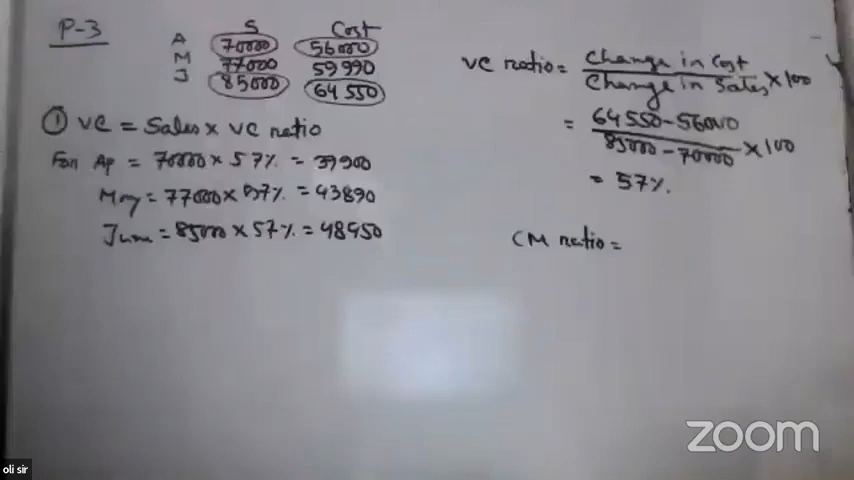 P-3
S Cost
A 70000 56000
M 77000 59990
J 85000 64550
① VC = Sales x VC ratio
For Ap = 70000 x 57% = 39900
May = 77000 x 57% = 43890
June = 85000 x 57% = 48450
VC ratio = Change in Cost / Change in Sales x 100
= 64550-56000 / 85000-70000 x 100
= 57%.
CM ratio =
zoom
oli sir